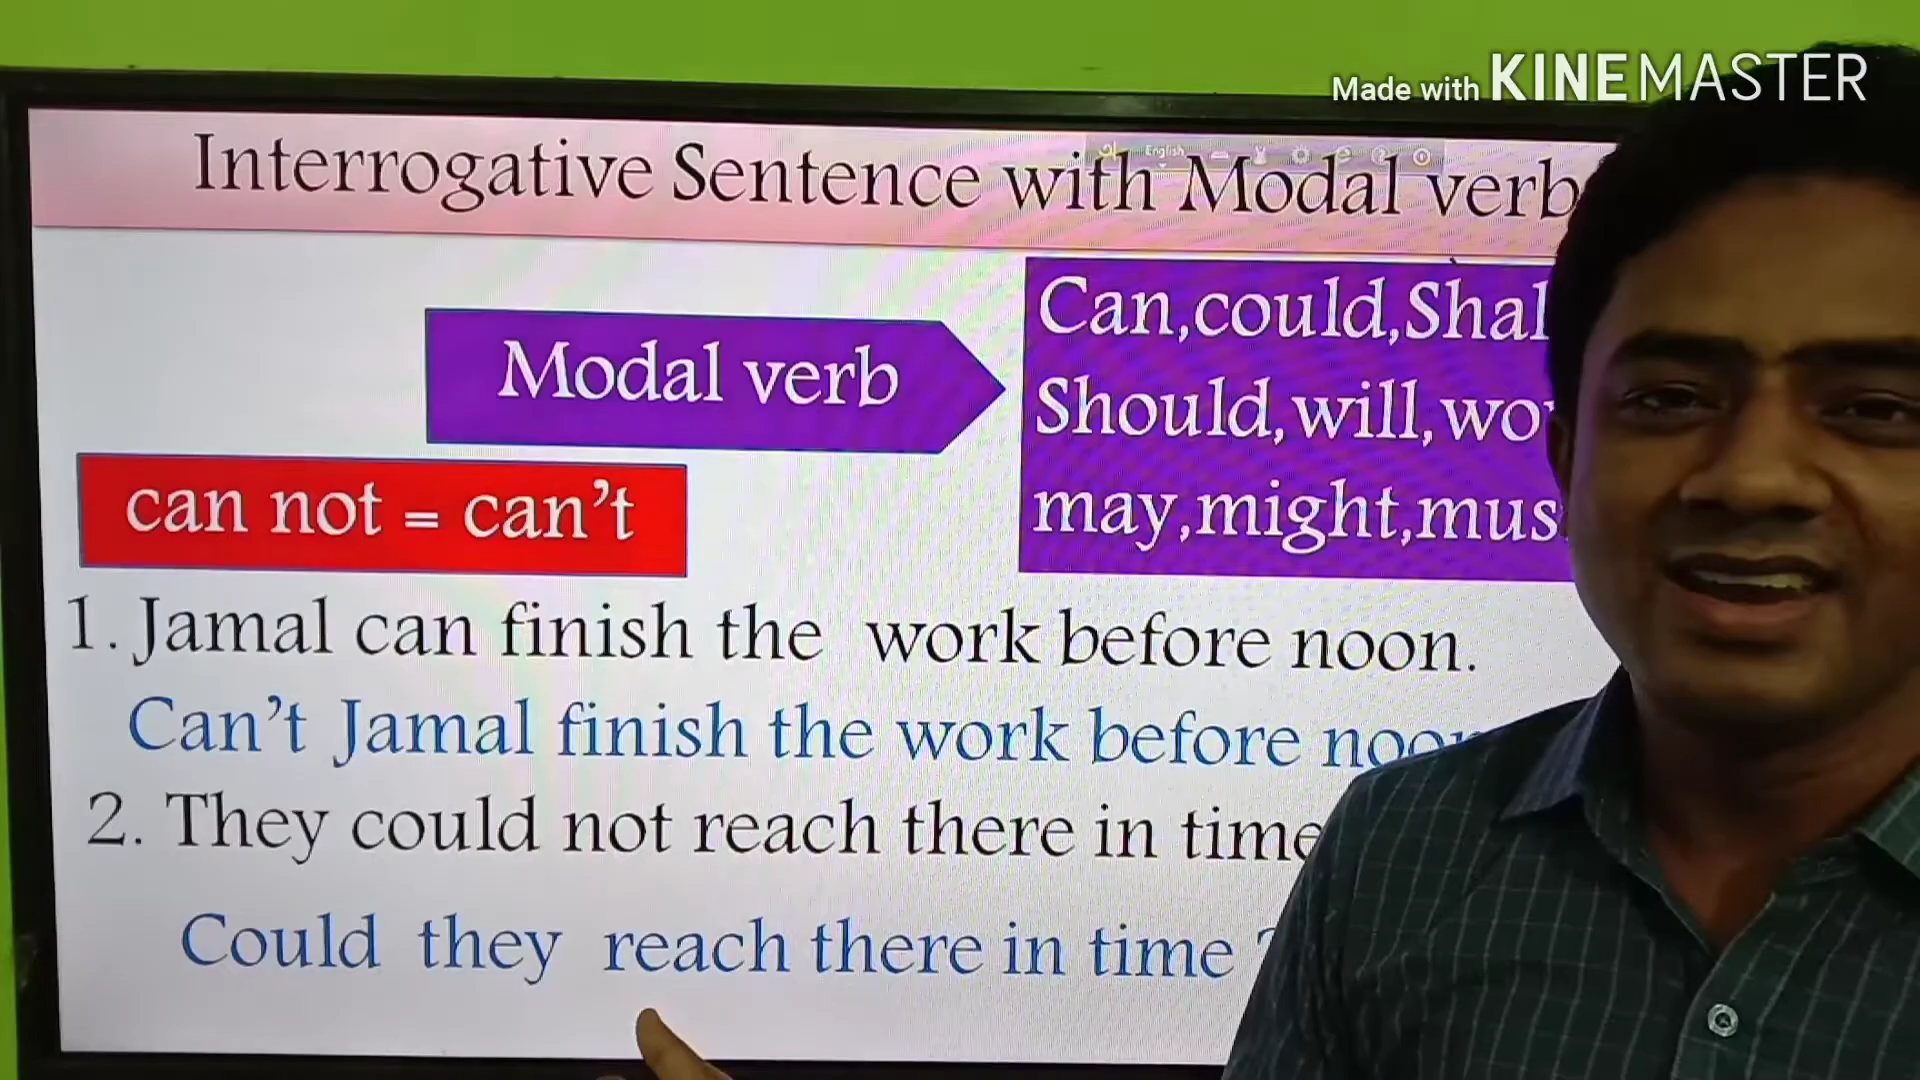 Made with KINEMASTER
Interrogative Sentence with Modal verb
English
Can,could,Shal
Modal verb
Should,will,wo
can not = can't
may,might,mus
1. Jamal can finish the work before noon.
Can't Jamal finish the work before noon
2. They could not reach there in time
Could they reach there in time ?